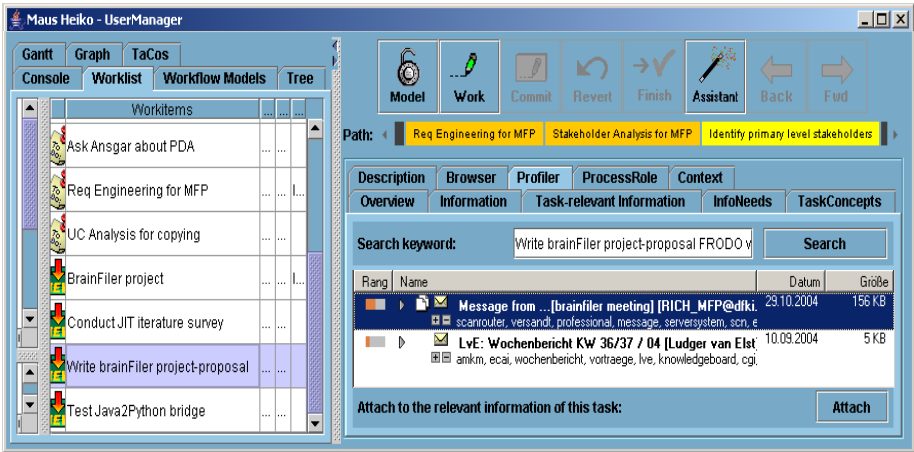 Maus Heiko - UserManager
Gantt Graph TaCos
Console Worklist Workflow Models Tree
Workitems ... ... ...
Ask Ansgar about PDA ... ...
Req Engineering for MFP ... ... I...
UC Analysis for copying ... ...
BrainFiler project ... ... I...
Conduct JIT iterature survey ... ...
Write brainFiler project-proposal ... ...
Test Java2Python bridge ... ...
Model Work Commit Revert Finish Assistant Back Fwd
Path: Req Engineering for MFP Stakeholder Analysis for MFP Identify primary level stakeholders
Description Browser Profiler ProcessRole Context
Overview Information Task-relevant Information InfoNeeds TaskConcepts
Search keyword: Write brainFiler project-proposal FRODO v Search
Rang Name Datum Größe
Message from ...[brainfiler meeting] [RICH_MFP@dfki. 29.10.2004 156 KB
scanrouter, versandt, professional, message, serversystem, scn, e
LvE: Wochenbericht KW 36/37 / 04 [Ludger van Elst] 10.09.2004 5 KB
amkm, ecai, wochenbericht, vortraege, lve, knowledgeboard, cgi,
Attach to the relevant information of this task: Attach